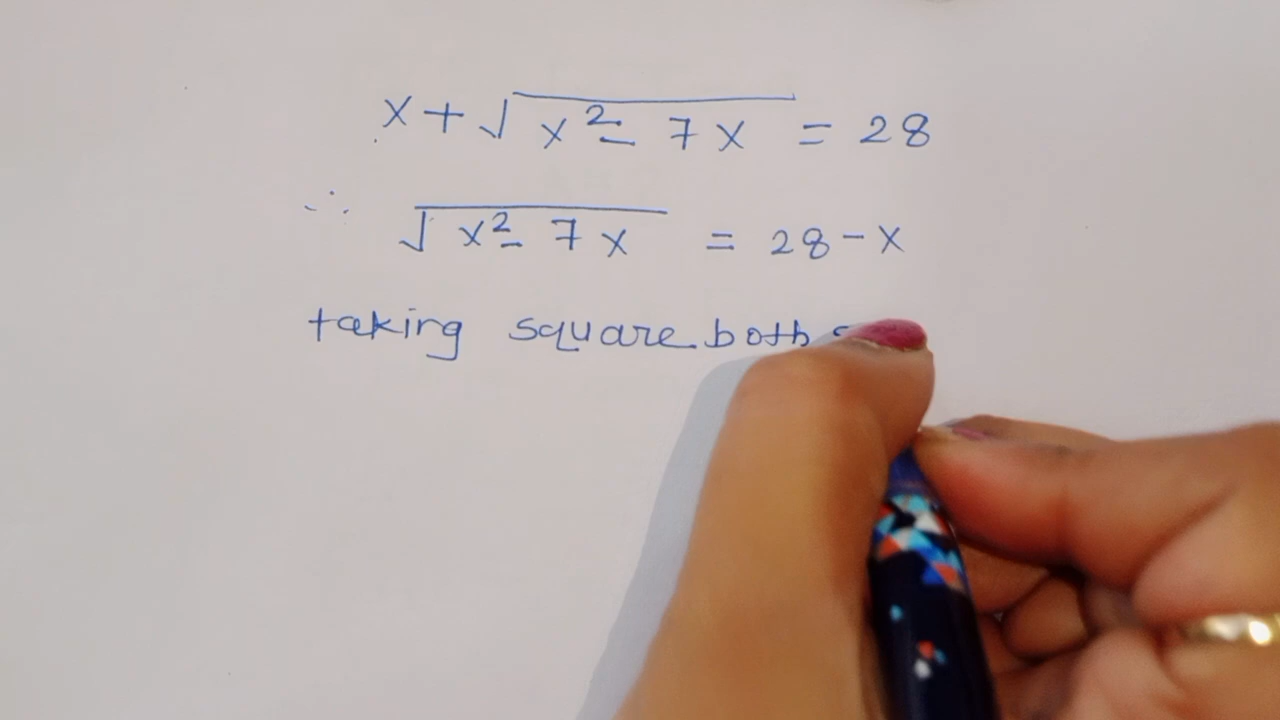 x + √(x² - 7x) = 28
∴ √(x² - 7x) = 28 - x
taking square both